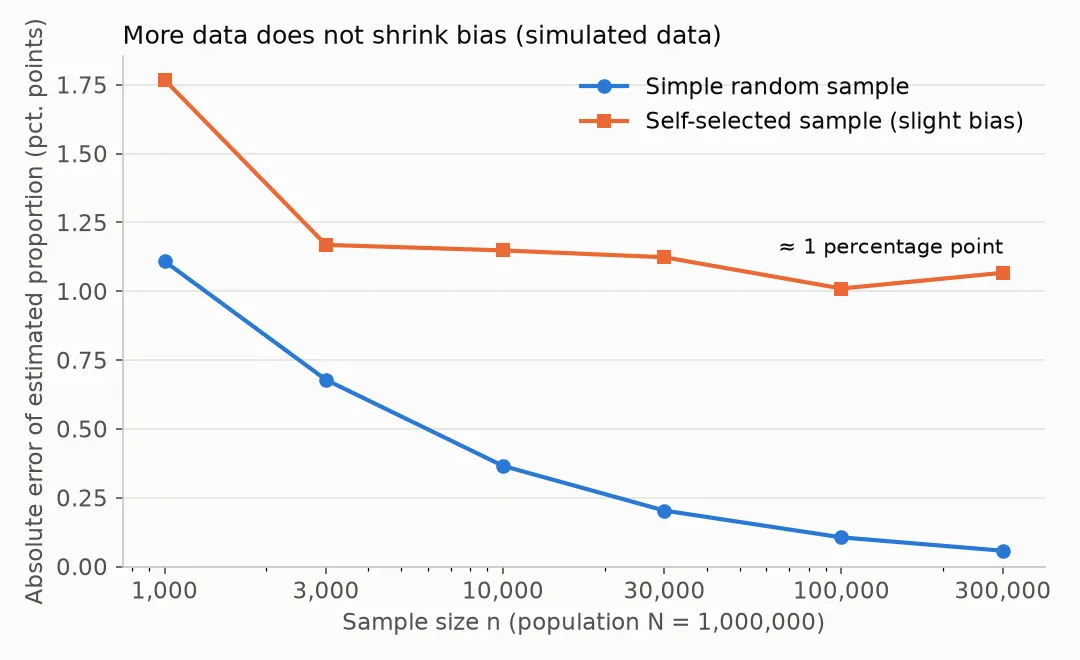 More data does not shrink bias (simulated data)
Simple random sample
Self-selected sample (slight bias)
≈ 1 percentage point
Absolute error of estimated proportion (pct. points)
1.75
1.50
1.25
1.00
0.75
0.50
0.25
0.00
1,000 3,000 10,000 30,000 100,000 300,000
Sample size n (population N = 1,000,000)